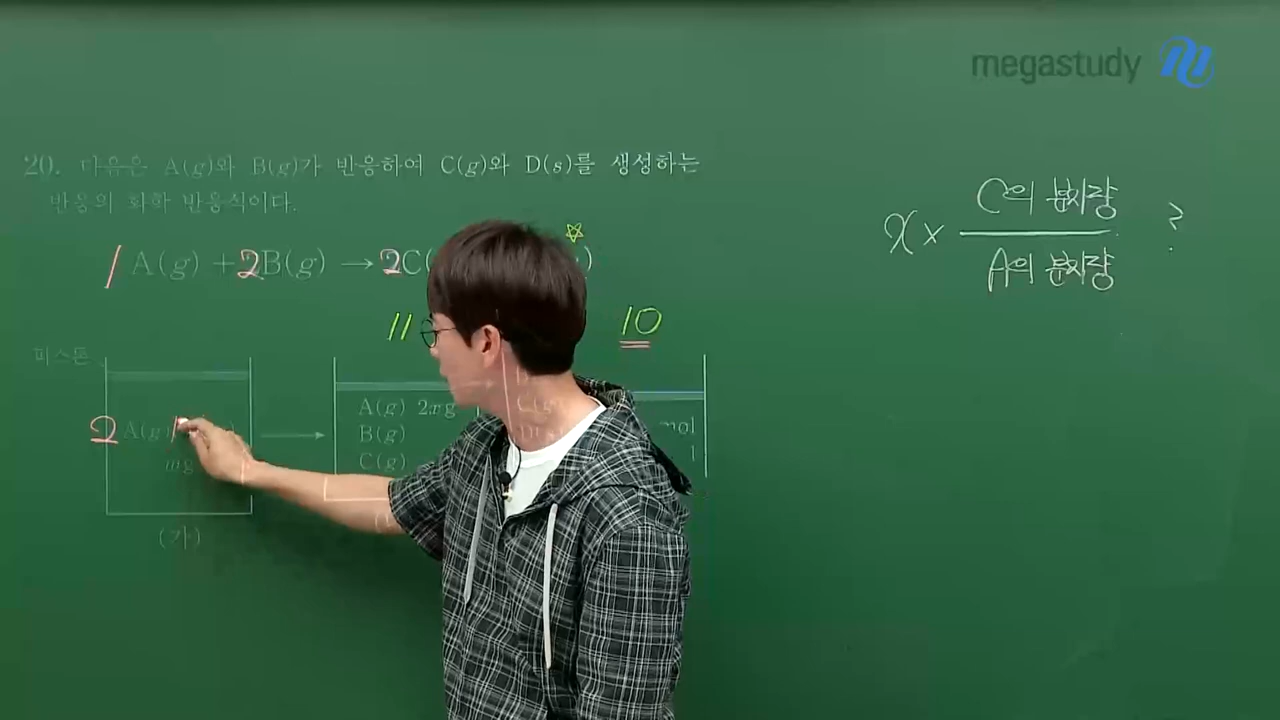 megastudy
20. 다음은 A(g)와 B(g)가 반응하여 C(g)와 D(s)를 생성하는
반응의 화학 반응식이다.
1 A(g) + 2B(g) → 2C(
x × C의 분자량 / A의 분자량 ?
11
10
피스톤
2 A(g)
mg
(가)
A(g) 2xg
B(g)
C(g)
C(g)
D(s)
mol